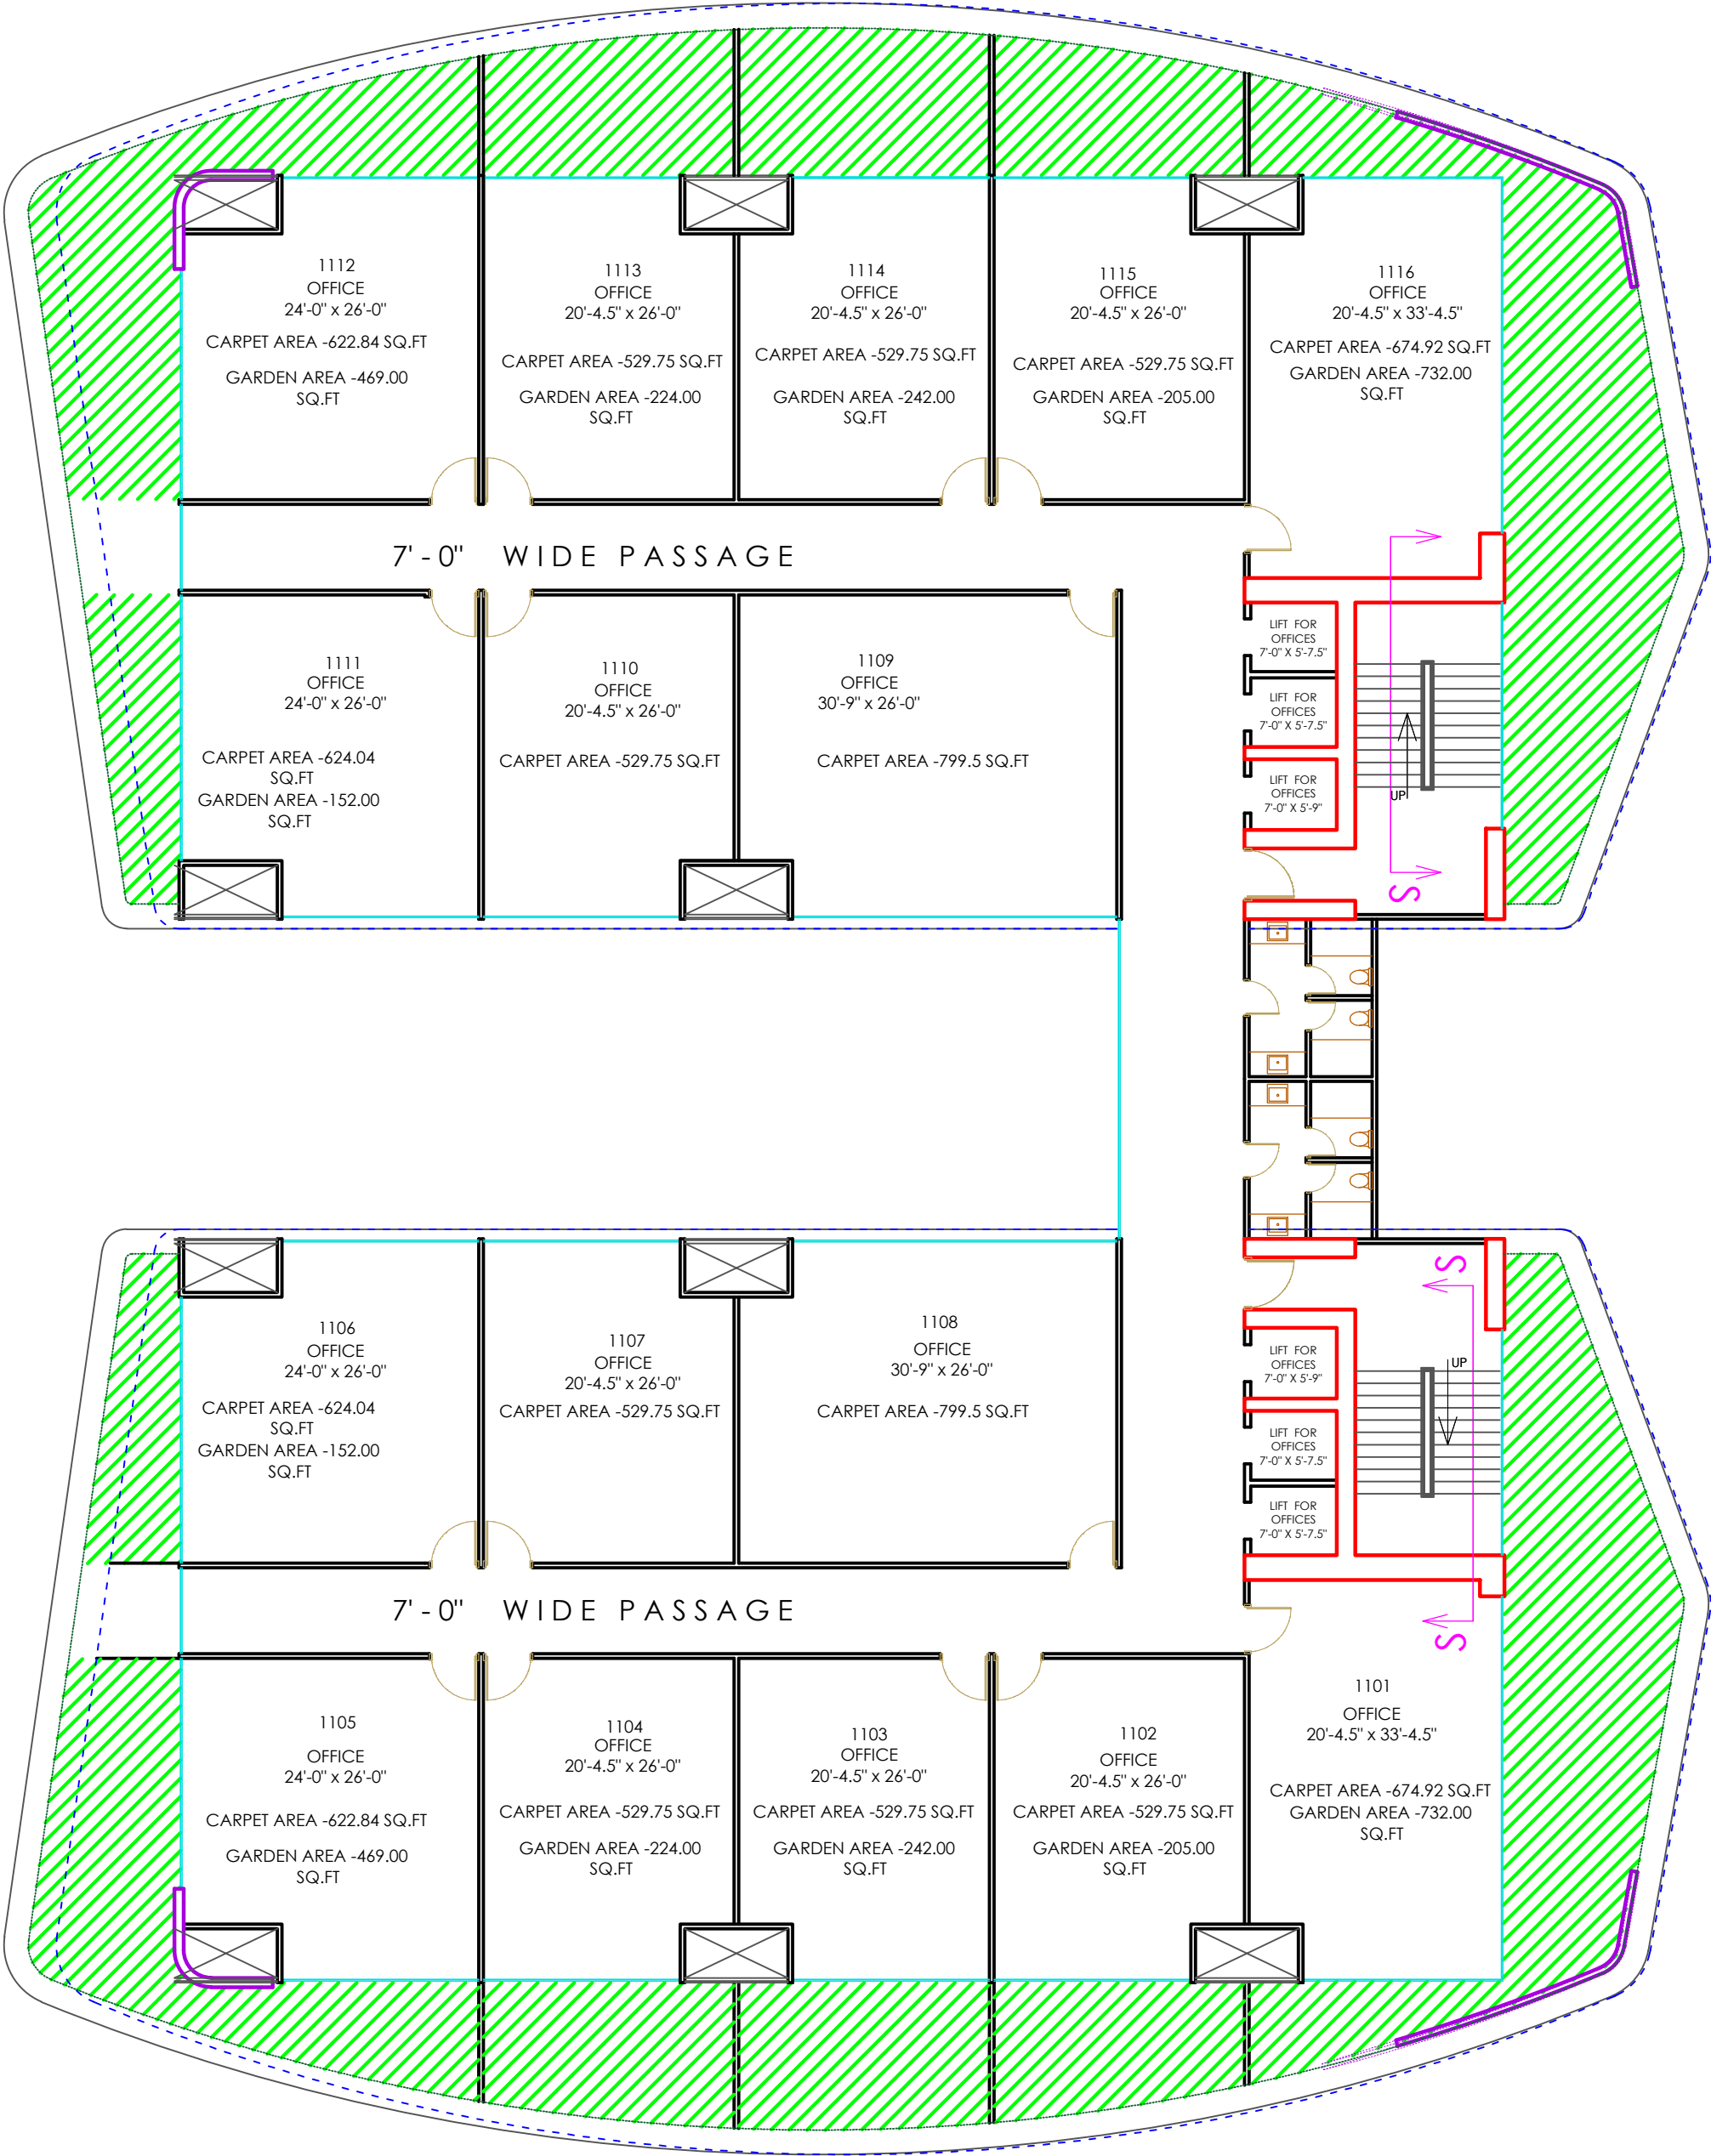 1112
OFFICE
24'-0" x 26'-0"
CARPET AREA -622.84 SQ.FT
GARDEN AREA -469.00
SQ.FT
1113
OFFICE
20'-4.5" x 26'-0"
CARPET AREA -529.75 SQ.FT
GARDEN AREA -224.00
SQ.FT
1114
OFFICE
20'-4.5" x 26'-0"
CARPET AREA -529.75 SQ.FT
GARDEN AREA -242.00
SQ.FT
1115
OFFICE
20'-4.5" x 26'-0"
CARPET AREA -529.75 SQ.FT
GARDEN AREA -205.00
SQ.FT
1116
OFFICE
20'-4.5" x 33'-4.5"
CARPET AREA -674.92 SQ.FT
GARDEN AREA -732.00
SQ.FT
7'-0" WIDE PASSAGE
1111
OFFICE
24'-0" x 26'-0"
CARPET AREA -624.04
SQ.FT
GARDEN AREA -152.00
SQ.FT
1110
OFFICE
20'-4.5" x 26'-0"
CARPET AREA -529.75 SQ.FT
1109
OFFICE
30'-9" x 26'-0"
CARPET AREA -799.5 SQ.FT
LIFT FOR
OFFICES
7'-0" X 5'-7.5"
LIFT FOR
OFFICES
7'-0" X 5'-7.5"
LIFT FOR
OFFICES
7'-0" X 5'-9"
UP
S
1106
OFFICE
24'-0" x 26'-0"
CARPET AREA -624.04
SQ.FT
GARDEN AREA -152.00
SQ.FT
1107
OFFICE
20'-4.5" x 26'-0"
CARPET AREA -529.75 SQ.FT
1108
OFFICE
30'-9" x 26'-0"
CARPET AREA -799.5 SQ.FT
S
LIFT FOR
OFFICES
7'-0" X 5'-9"
UP
LIFT FOR
OFFICES
7'-0" X 5'-7.5"
LIFT FOR
OFFICES
7'-0" X 5'-7.5"
7'-0" WIDE PASSAGE
S
1105
OFFICE
24'-0" x 26'-0"
CARPET AREA -622.84 SQ.FT
GARDEN AREA -469.00
SQ.FT
1104
OFFICE
20'-4.5" x 26'-0"
CARPET AREA -529.75 SQ.FT
GARDEN AREA -224.00
SQ.FT
1103
OFFICE
20'-4.5" x 26'-0"
CARPET AREA -529.75 SQ.FT
GARDEN AREA -242.00
SQ.FT
1102
OFFICE
20'-4.5" x 26'-0"
CARPET AREA -529.75 SQ.FT
GARDEN AREA -205.00
SQ.FT
1101
OFFICE
20'-4.5" x 33'-4.5"
CARPET AREA -674.92 SQ.FT
GARDEN AREA -732.00
SQ.FT